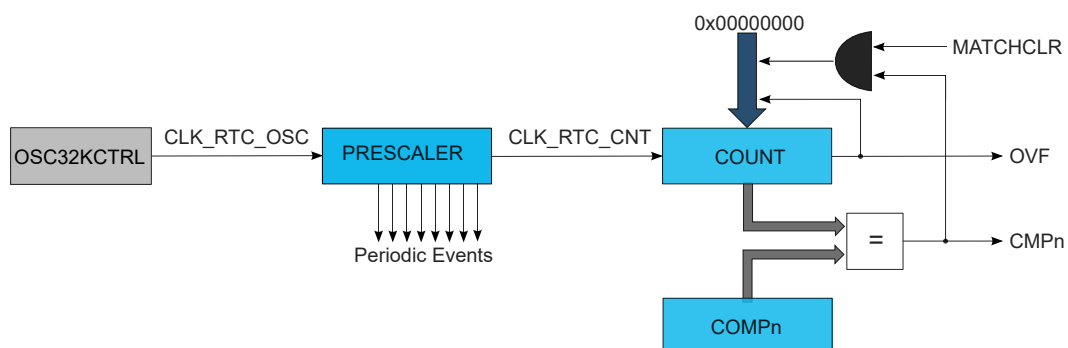 0x00000000
MATCHCLR
OSC32KCTRL
CLK_RTC_OSC
PRESCALER
CLK_RTC_CNT
COUNT
OVF
Periodic Events
=
CMPn
COMPn